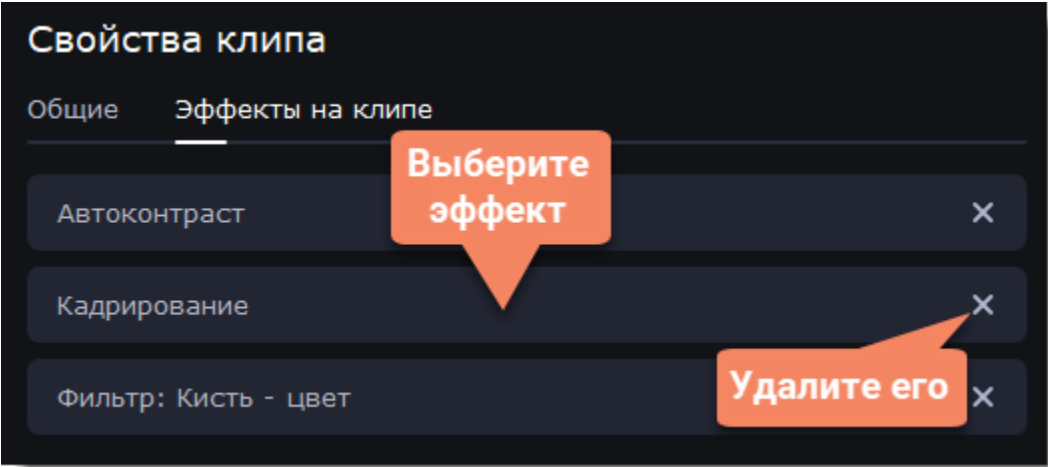 Свойства клипа
Общие Эффекты на клипе
Выберите
эффект
Автоконтраст
Кадрирование
Удалите его
Фильтр: Кисть - цвет